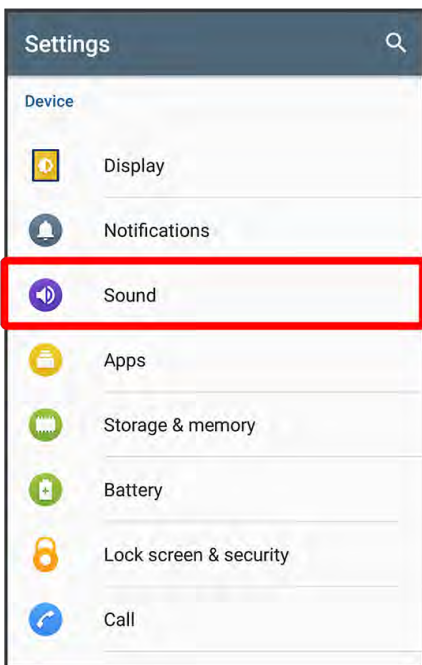 Settings
Device
Display
Notifications
Sound
Apps
Storage & memory
Battery
Lock screen & security
Call